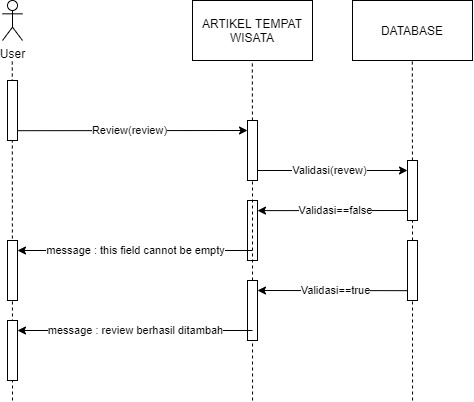 User
ARTIKEL TEMPAT
WISATA
DATABASE
Review(review)
Validasi(revew)
Validasi==false
message : this field cannot be empty
Validasi==true
message : review berhasil ditambah